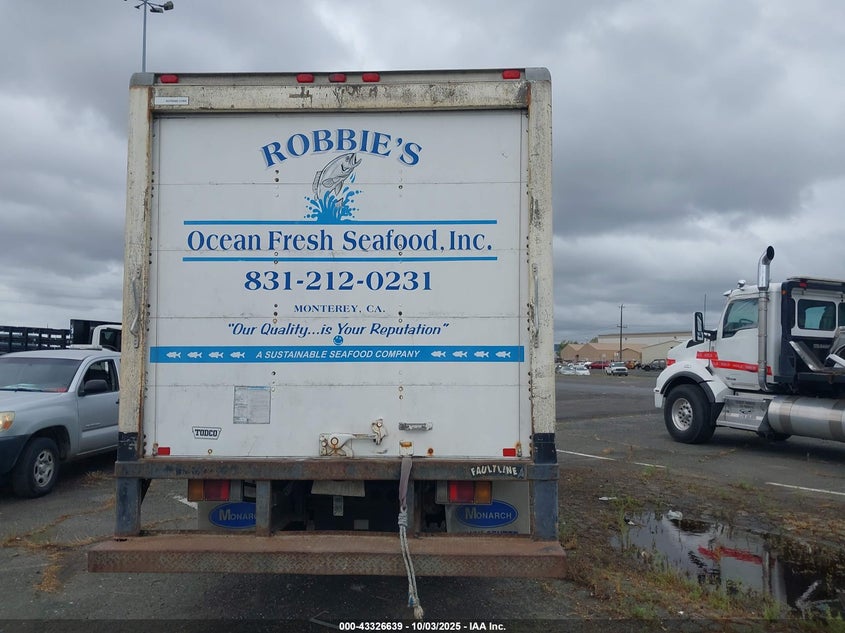 ROBBIE'S
OCEAN FRESH SEAFOOD, INC.
831-212-0231
MONTEREY, CA.
"Our Quality...is Your Reputation"
A SUSTAINABLE SEAFOOD COMPANY
TODCO
FAULTLINE
MONARCH
MONARCH
000-43326639 - 10/03/2025 - IAA Inc.